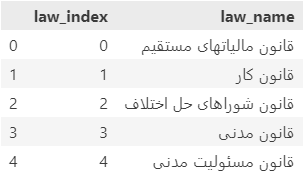 law_index law_name
0 0 قانون مالیاتهای مستقیم
1 1 قانون کار
2 2 قانون شوراهای حل اختلاف
3 3 قانون مدنی
4 4 قانون مسئولیت مدنی